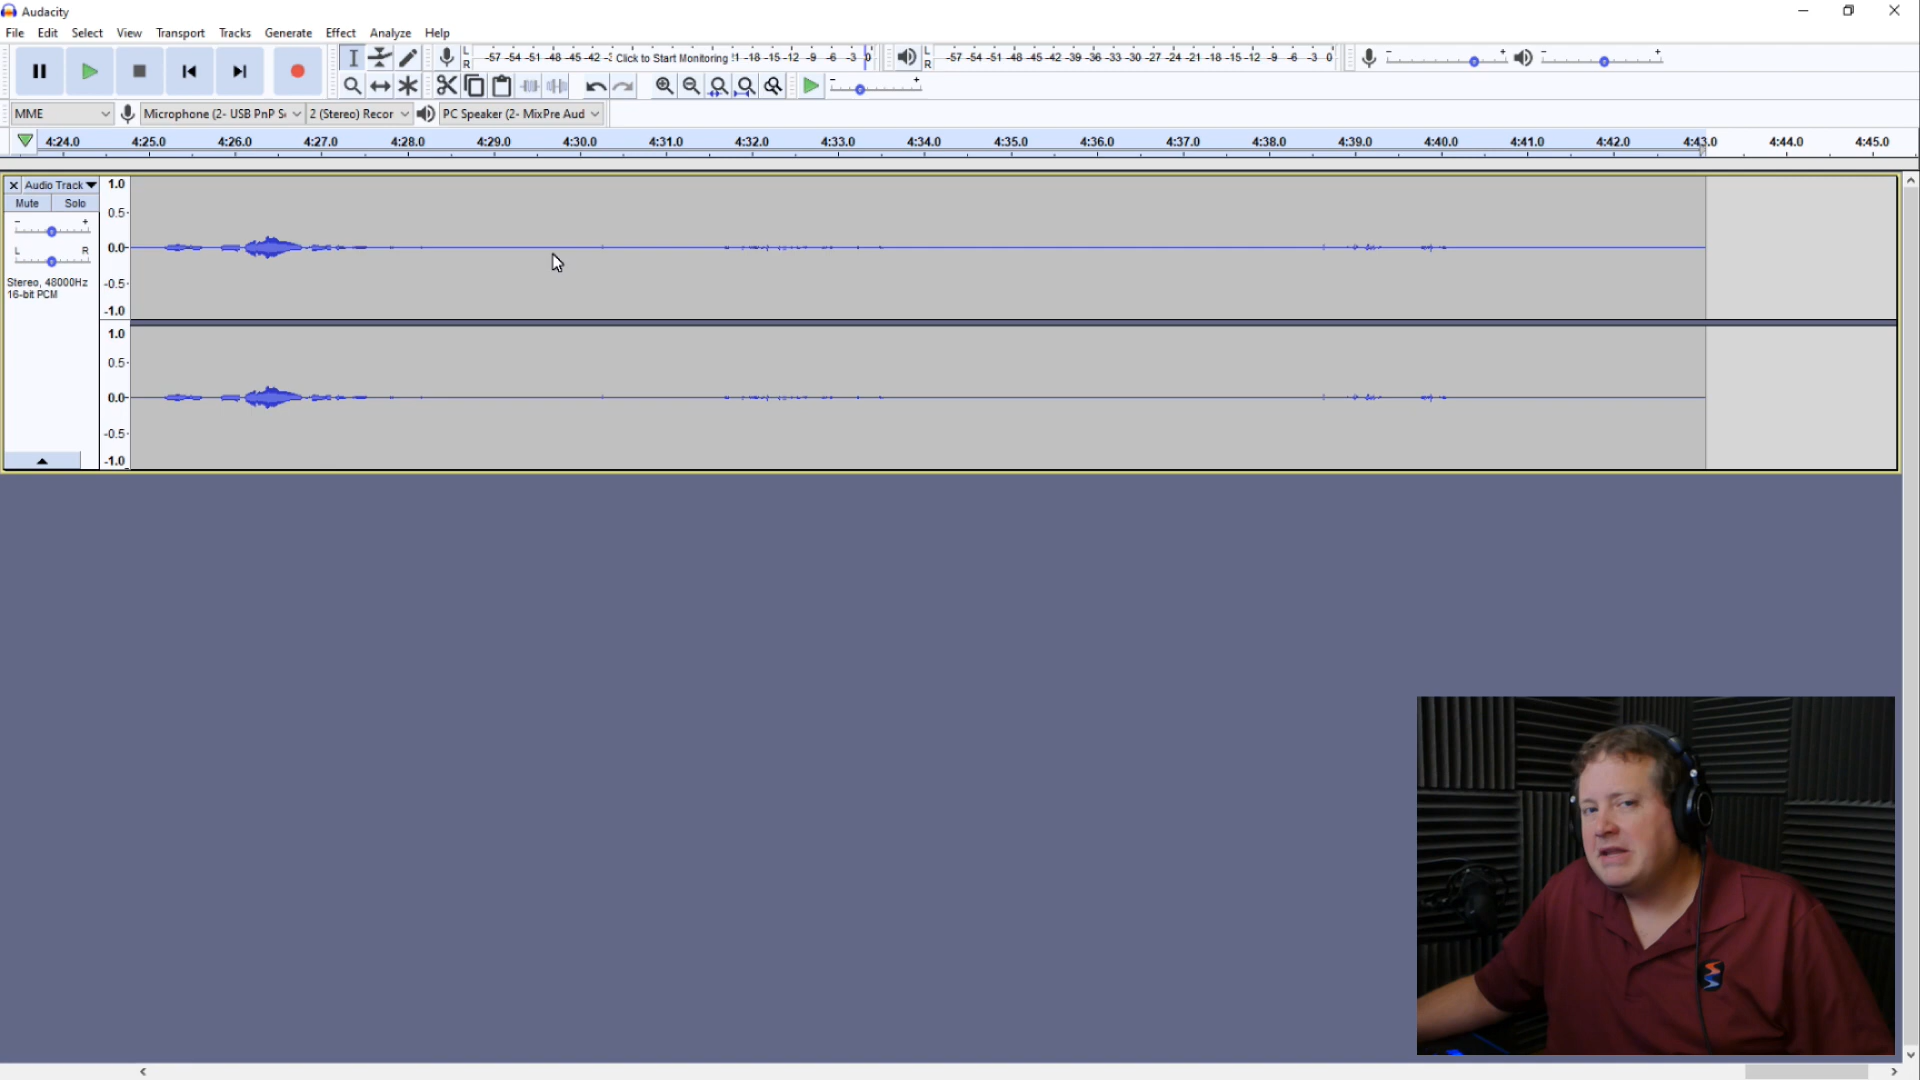 Audacity
File Edit Select View Transport Tracks Generate Effect Analyze Help
L
R
-57 -54 -51 -48 -45 -42 -3 Click to Start Monitoring !1 -18 -15 -12 -9 -6 -3 0
L
R
-57 -54 -51 -48 -45 -42 -39 -36 -33 -30 -27 -24 -21 -18 -15 -12 -9 -6 -3 0
- +
- +
- +
MME Microphone (2- USB PnP S 2 (Stereo) Recor PC Speaker (2- MixPre Aud
4:24.0 4:25.0 4:26.0 4:27.0 4:28.0 4:29.0 4:30.0 4:31.0 4:32.0 4:33.0 4:34.0 4:35.0 4:36.0 4:37.0 4:38.0 4:39.0 4:40.0 4:41.0 4:42.0 4:43.0 4:44.0 4:45.0
Audio Track
Mute Solo
- +
L R
Stereo, 48000Hz
16-bit PCM
1.0
0.5
0.0
-0.5
-1.0
1.0
0.5
0.0
-0.5
-1.0